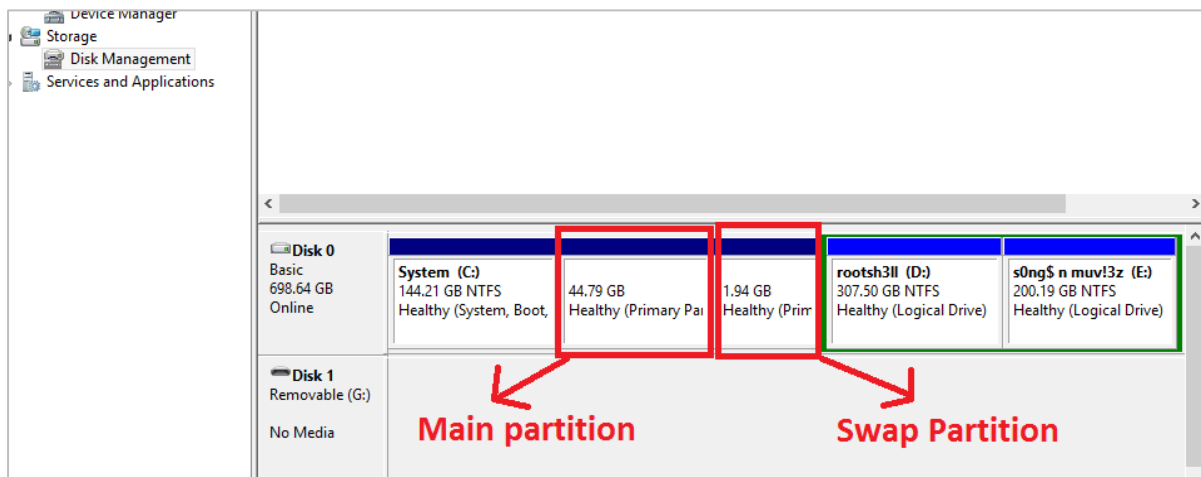 Device Manager
Storage
Disk Management
Services and Applications
Disk 0
Basic
698.64 GB
Online
System (C:)
144.21 GB NTFS
Healthy (System, Boot,
44.79 GB
Healthy (Primary Par
1.94 GB
Healthy (Prim
rootsh3ll (D:)
307.50 GB NTFS
Healthy (Logical Drive)
s0ng$ n muv!3z (E:)
200.19 GB NTFS
Healthy (Logical Drive)
Disk 1
Removable (G:)
No Media
Main partition
Swap Partition